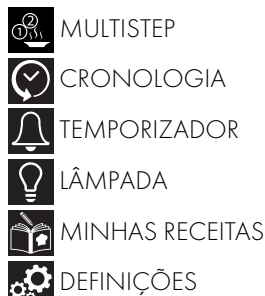 MULTISTEP
CRONOLOGIA
TEMPORIZADOR
LÂMPADA
MINHAS RECEITAS
DEFINIÇÕES